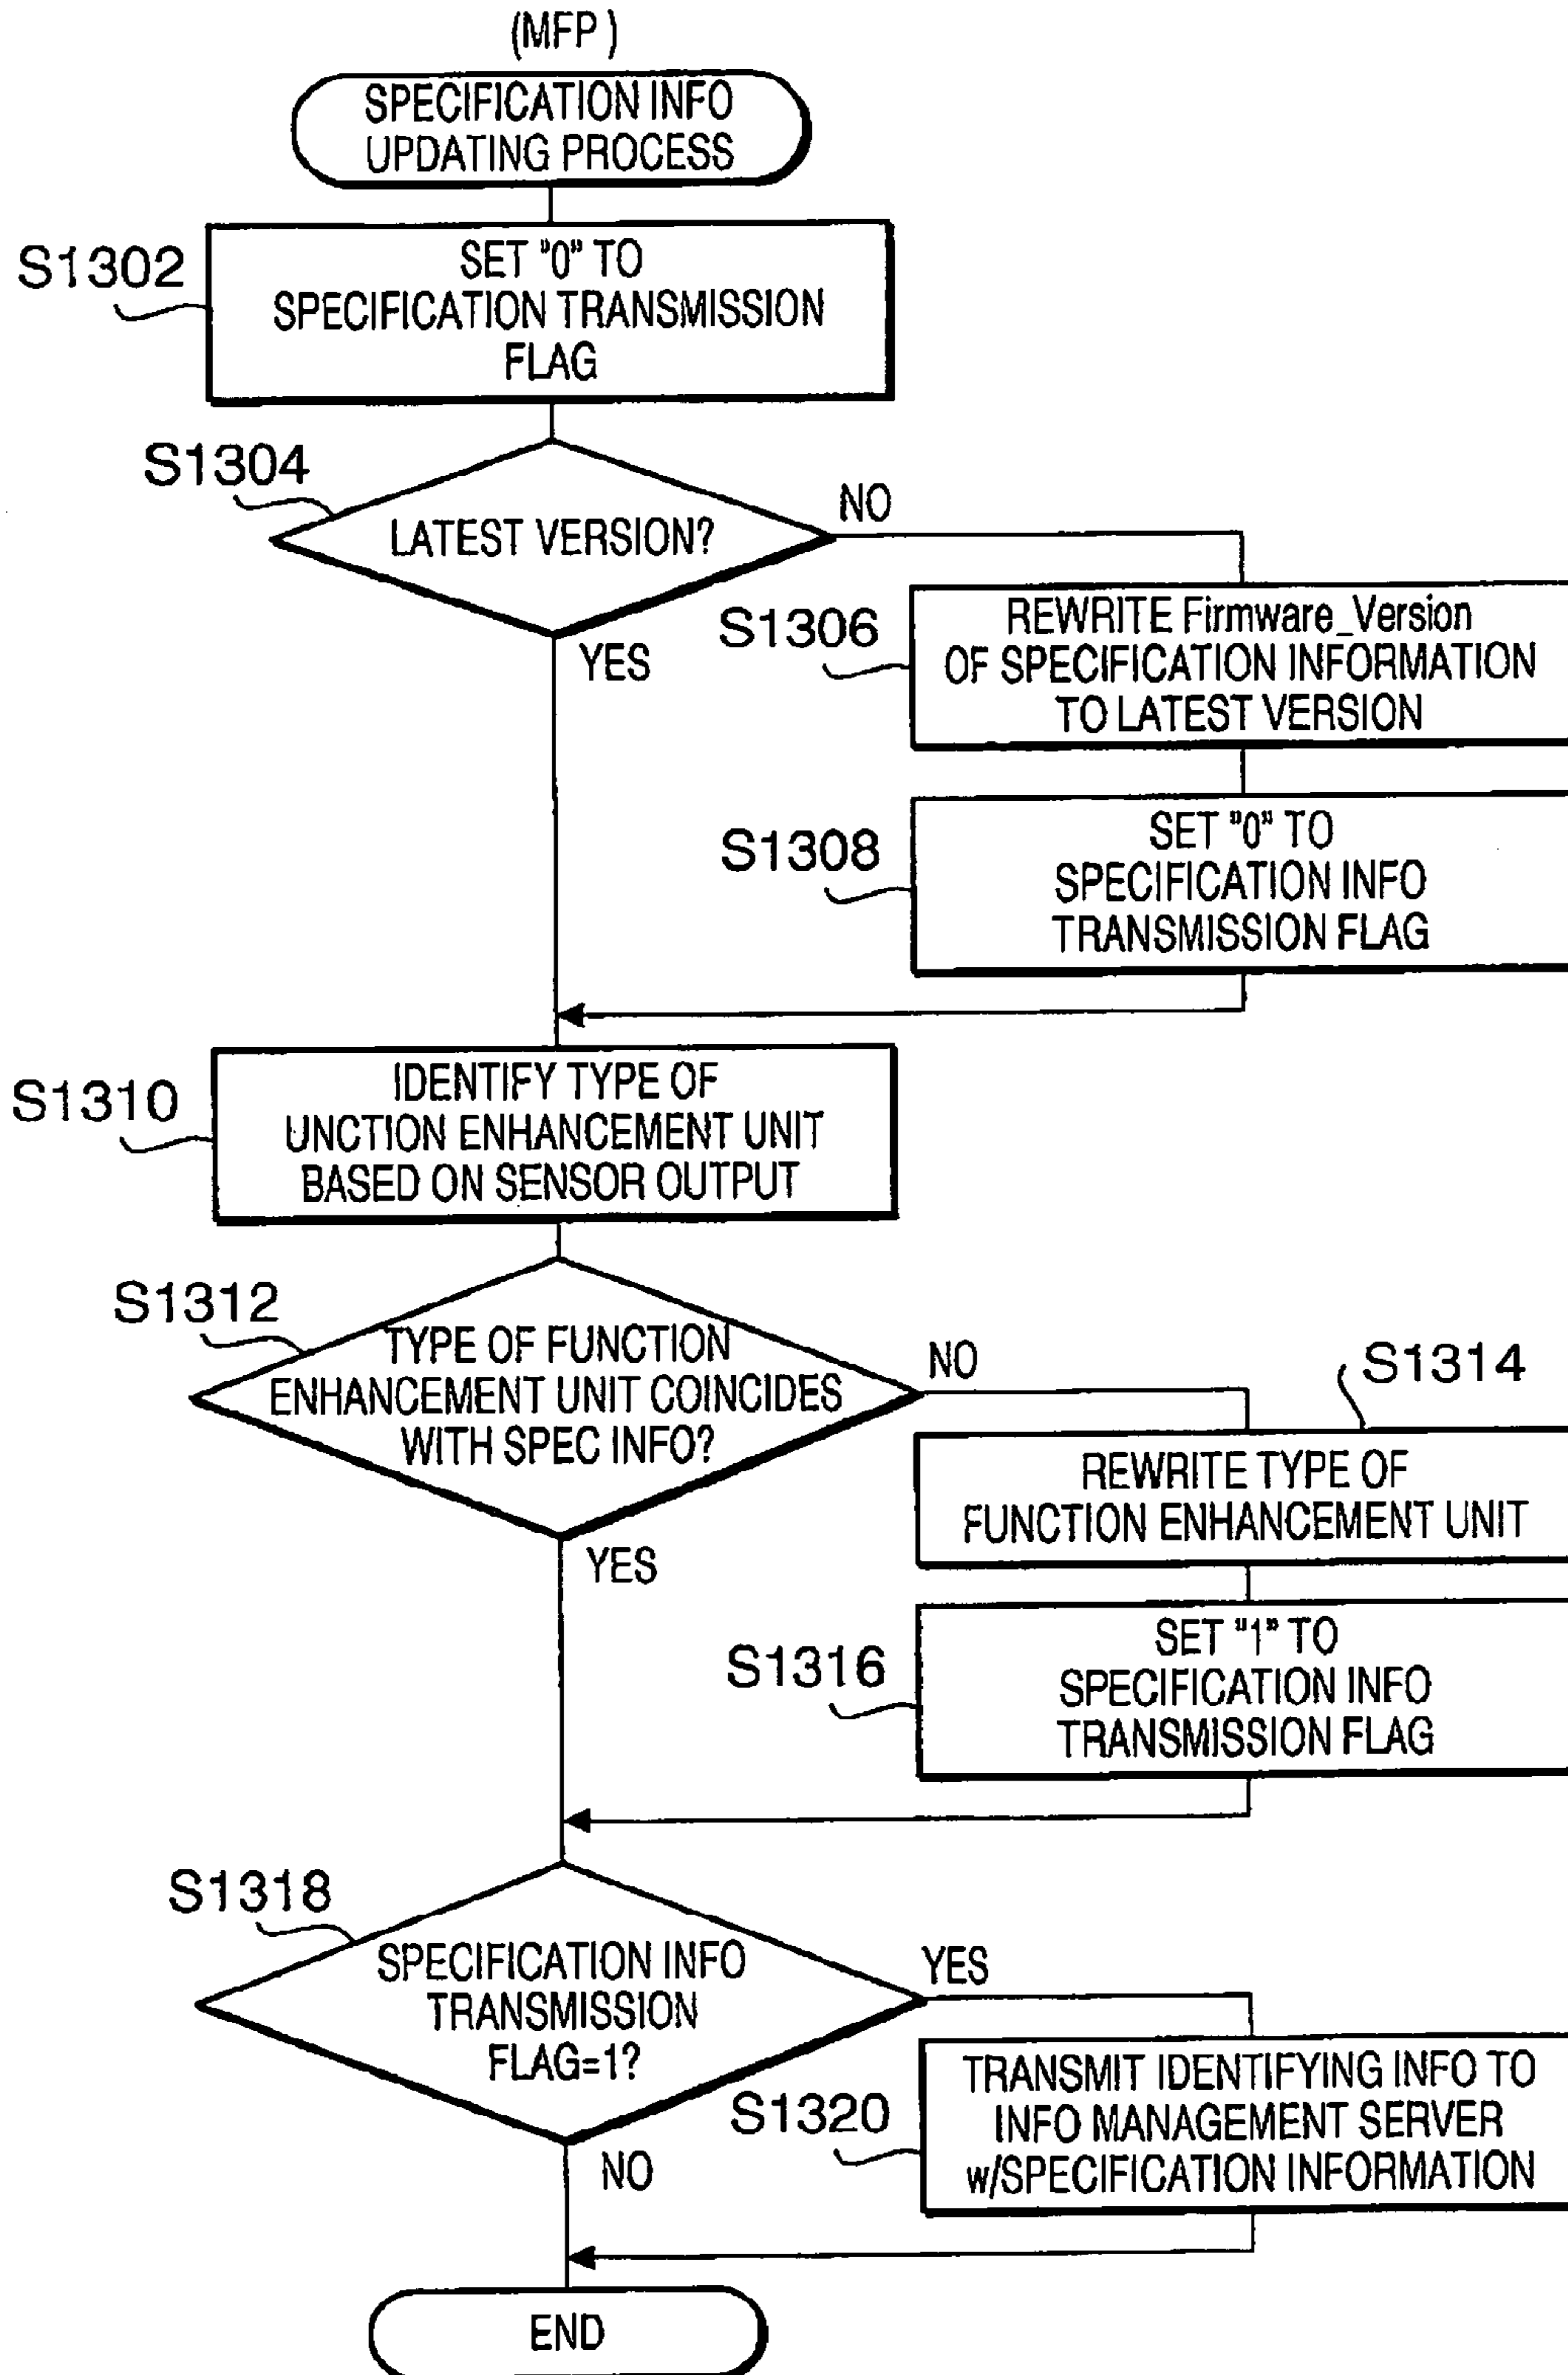 (MFP)
SPECIFICATION INFO
UPDATING PROCESS
S1302
SET "0" TO
SPECIFICATION TRANSMISSION
FLAG
S1304
LATEST VERSION?
NO
YES
S1306
REWRITE Firmware_Version
OF SPECIFICATION INFORMATION
TO LATEST VERSION
S1308
SET "0" TO
SPECIFICATION INFO
TRANSMISSION FLAG
S1310
IDENTIFY TYPE OF
UNCTION ENHANCEMENT UNIT
BASED ON SENSOR OUTPUT
S1312
TYPE OF FUNCTION
ENHANCEMENT UNIT COINCIDES
WITH SPEC INFO?
NO
YES
S1314
REWRITE TYPE OF
FUNCTION ENHANCEMENT UNIT
S1316
SET "1" TO
SPECIFICATION INFO
TRANSMISSION FLAG
S1318
SPECIFICATION INFO
TRANSMISSION
FLAG=1?
YES
NO
S1320
TRANSMIT IDENTIFYING INFO TO
INFO MANAGEMENT SERVER
w/SPECIFICATION INFORMATION
END